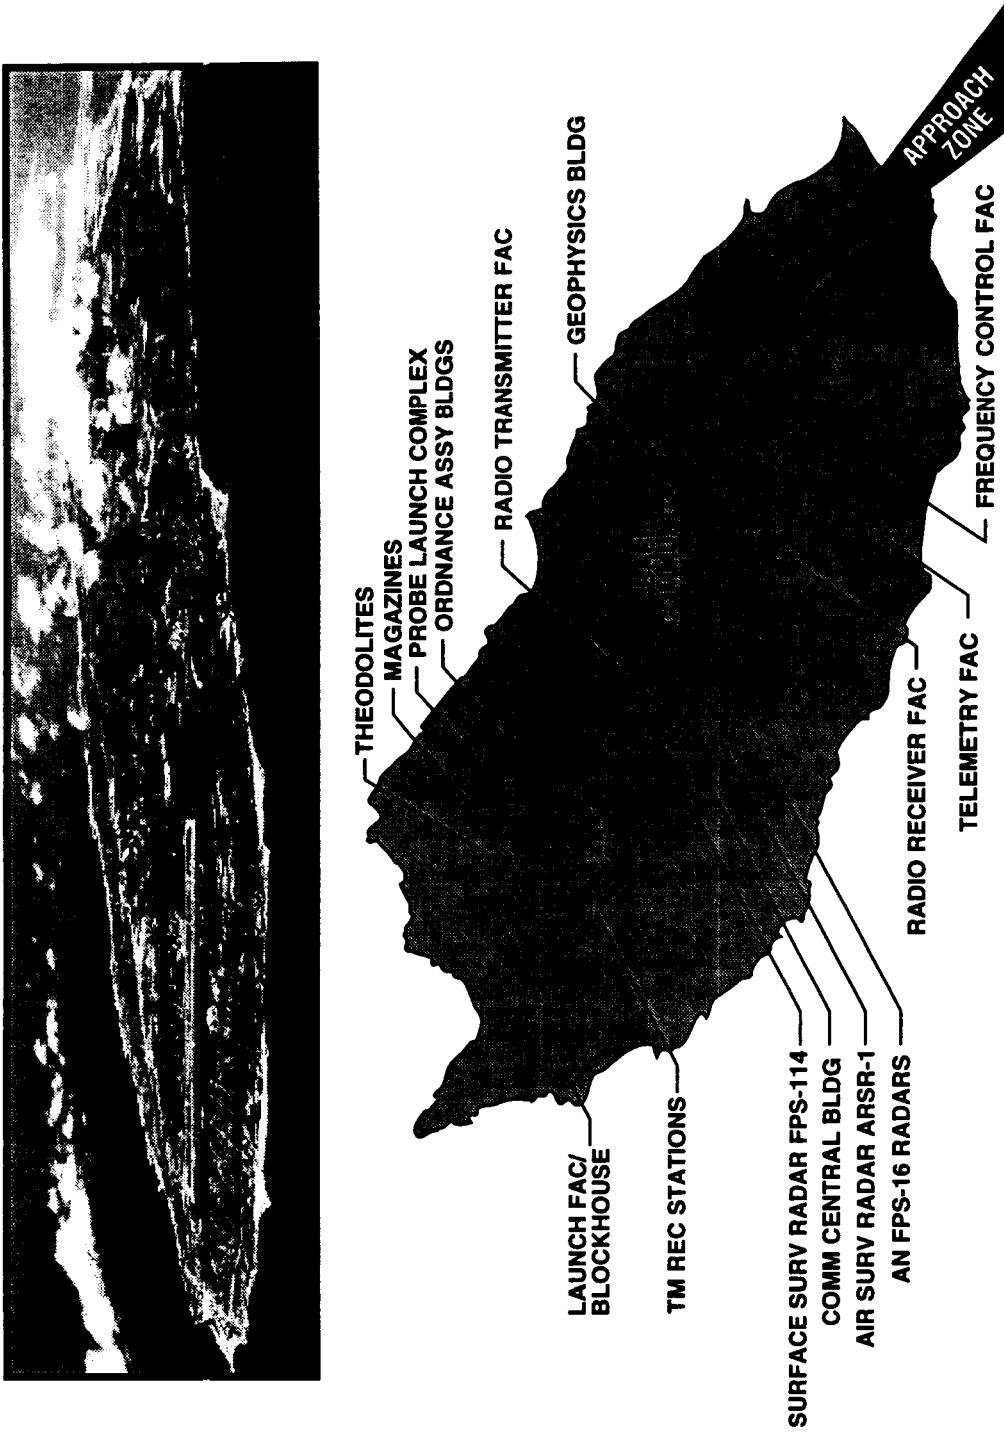 THEODOLITES
MAGAZINES
PROBE LAUNCH COMPLEX
ORDNANCE ASSY BLDGS
RADIO TRANSMITTER FAC
GEOPHYSICS BLDG
APPROACH
ZONE
LAUNCH FAC/
BLOCKHOUSE
TM REC STATIONS
SURFACE SURV RADAR FPS-114
COMM CENTRAL BLDG
AIR SURV RADAR ARSR-1
AN FPS-16 RADARS
RADIO RECEIVER FAC
TELEMETRY FAC
FREQUENCY CONTROL FAC